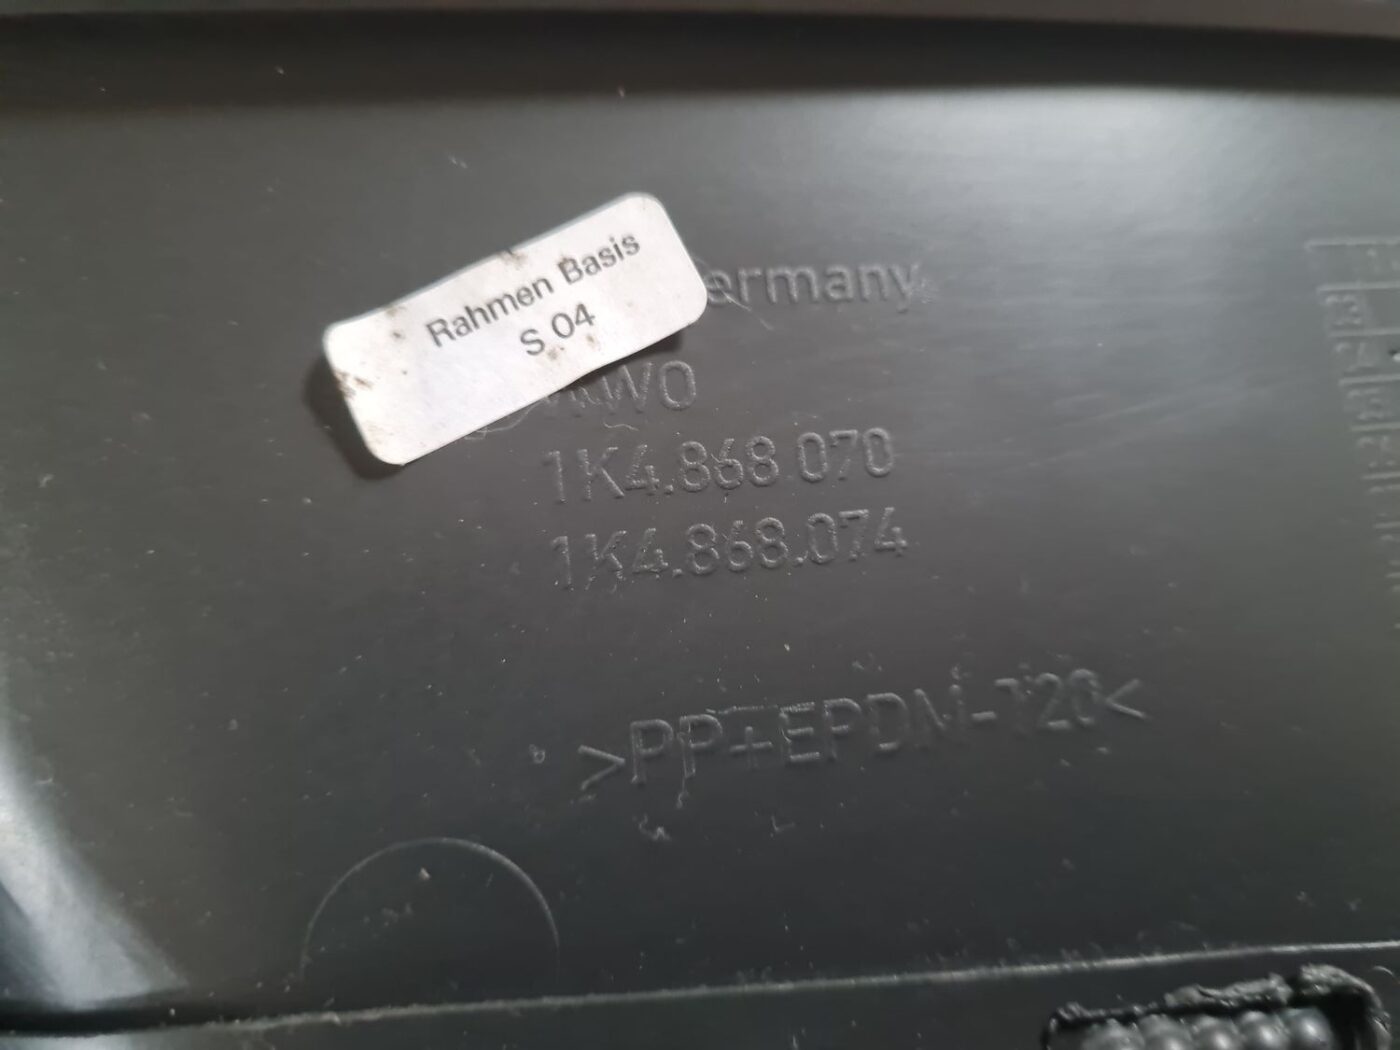 Rahmen Basis
S 04
ermany
1K4.868.070
1K4.868.074
>PP+EPDM-T20<